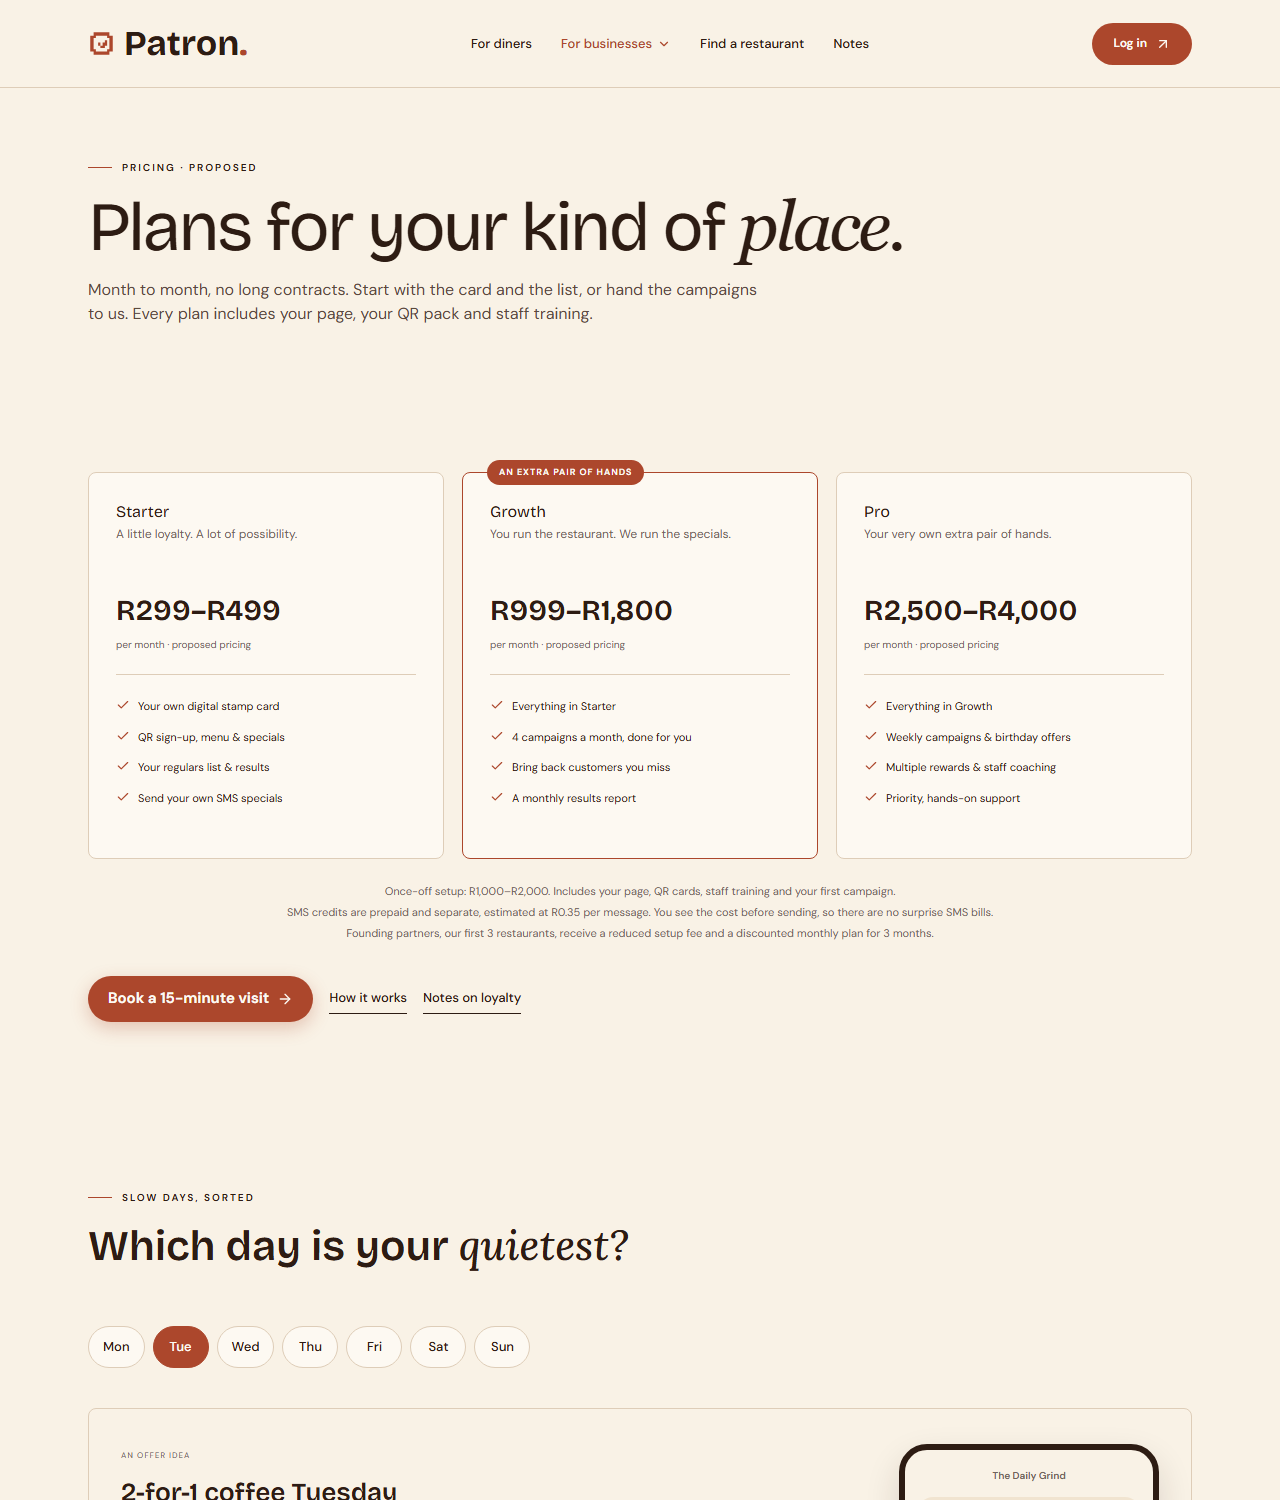 Patron.
For diners
For businesses
Find a restaurant
Notes
Log in
PRICING · PROPOSED
Plans for your kind of place.
Month to month, no long contracts. Start with the card and the list, or hand the campaigns
to us. Every plan includes your page, your QR pack and staff training.
Starter
A little loyalty. A lot of possibility.
R299–R499
per month · proposed pricing
Your own digital stamp card
QR sign-up, menu & specials
Your regulars list & results
Send your own SMS specials
AN EXTRA PAIR OF HANDS
Growth
You run the restaurant. We run the specials.
R999–R1,800
per month · proposed pricing
Everything in Starter
4 campaigns a month, done for you
Bring back customers you miss
A monthly results report
Pro
Your very own extra pair of hands.
R2,500–R4,000
per month · proposed pricing
Everything in Growth
Weekly campaigns & birthday offers
Multiple rewards & staff coaching
Priority, hands-on support
Once-off setup: R1,000–R2,000. Includes your page, QR cards, staff training and your first campaign.
SMS credits are prepaid and separate, estimated at R0.35 per message. You see the cost before sending, so there are no surprise SMS bills.
Founding partners, our first 3 restaurants, receive a reduced setup fee and a discounted monthly plan for 3 months.
Book a 15-minute visit
How it works
Notes on loyalty
SLOW DAYS, SORTED
Which day is your quietest?
Mon
Tue
Wed
Thu
Fri
Sat
Sun
AN OFFER IDEA
2-for-1 coffee Tuesday
The Daily Grind